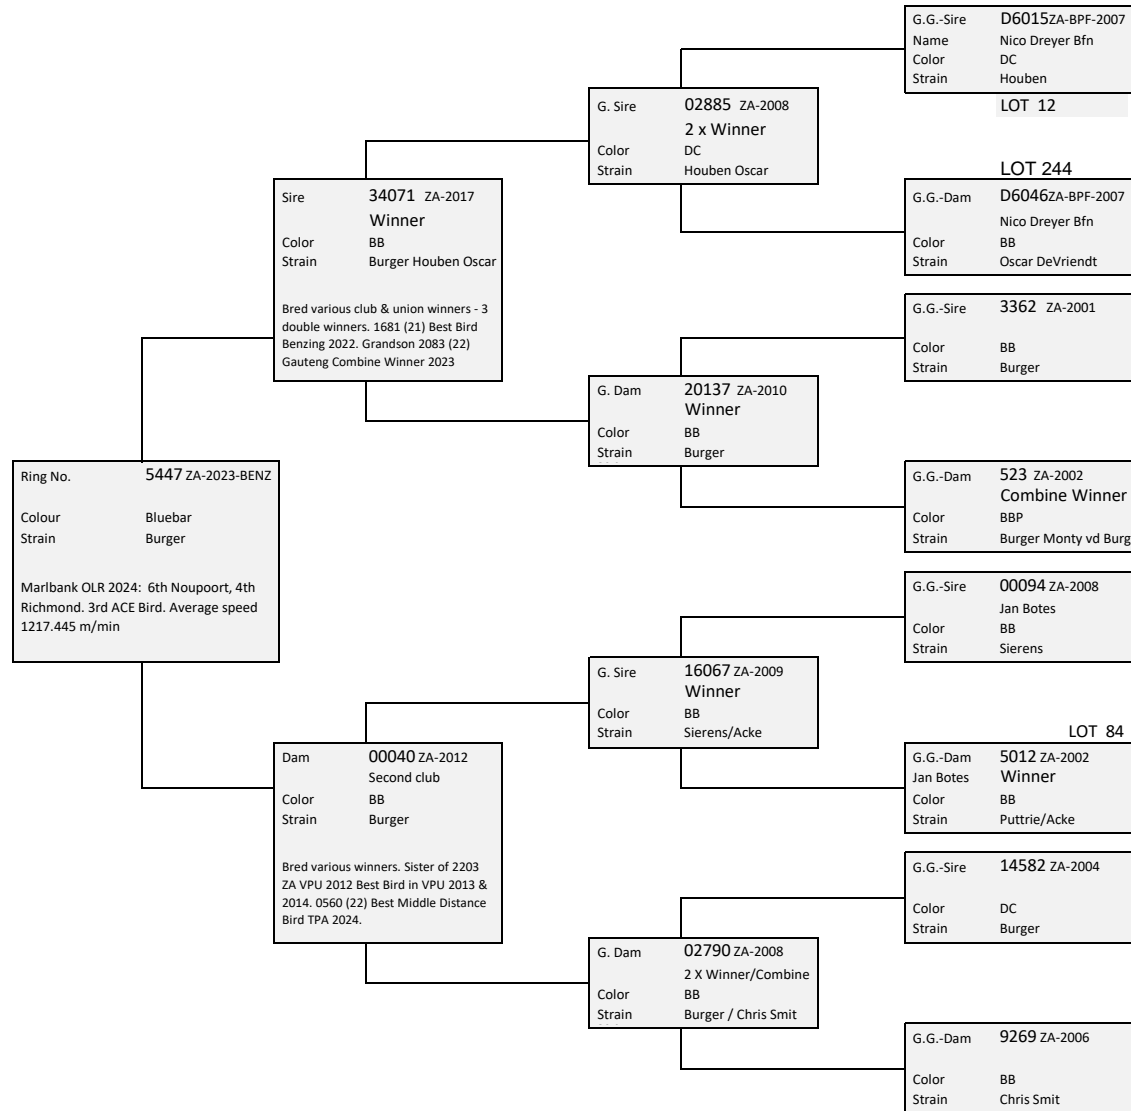 Ring No. 5447 ZA-2023-BENZ
Colour Bluebar
Strain Burger
Marlbank OLR 2024: 6th Noupoort, 4th
Richmond. 3rd ACE Bird. Average speed
1217.445 m/min
Sire 34071 ZA-2017
Winner
Color BB
Strain Burger Houben Oscar
Bred various club & union winners - 3
double winners. 1681 (21) Best Bird
Benzing 2022. Grandson 2083 (22)
Gauteng Combine Winner 2023
Dam 00040 ZA-2012
Second club
Color BB
Strain Burger
Bred various winners. Sister of 2203
ZA VPU 2012 Best Bird in VPU 2013 &
2014. 0560 (22) Best Middle Distance
Bird TPA 2024.
G. Sire 02885 ZA-2008
2 x Winner
Color DC
Strain Houben Oscar
G. Dam 20137 ZA-2010
Winner
Color BB
Strain Burger
G. Sire 16067 ZA-2009
Winner
Color BB
Strain Sierens/Acke
G. Dam 02790 ZA-2008
2 X Winner/Combine
Color BB
Strain Burger / Chris Smit
G.G.-Sire D6015ZA-BPF-2007
Name Nico Dreyer Bfn
Color DC
Strain Houben
LOT 12
LOT 244
G.G.-Dam D6046ZA-BPF-2007
Nico Dreyer Bfn
Color BB
Strain Oscar DeVriendt
G.G.-Sire 3362 ZA-2001
Color BB
Strain Burger
G.G.-Dam 523 ZA-2002
Combine Winner
Color BBP
Strain Burger Monty vd Burg
G.G.-Sire 00094 ZA-2008
Jan Botes
Color BB
Strain Sierens
LOT 84
G.G.-Dam 5012 ZA-2002
Jan Botes Winner
Color BB
Strain Puttrie/Acke
G.G.-Sire 14582 ZA-2004
Color DC
Strain Burger
G.G.-Dam 9269 ZA-2006
Color BB
Strain Chris Smit